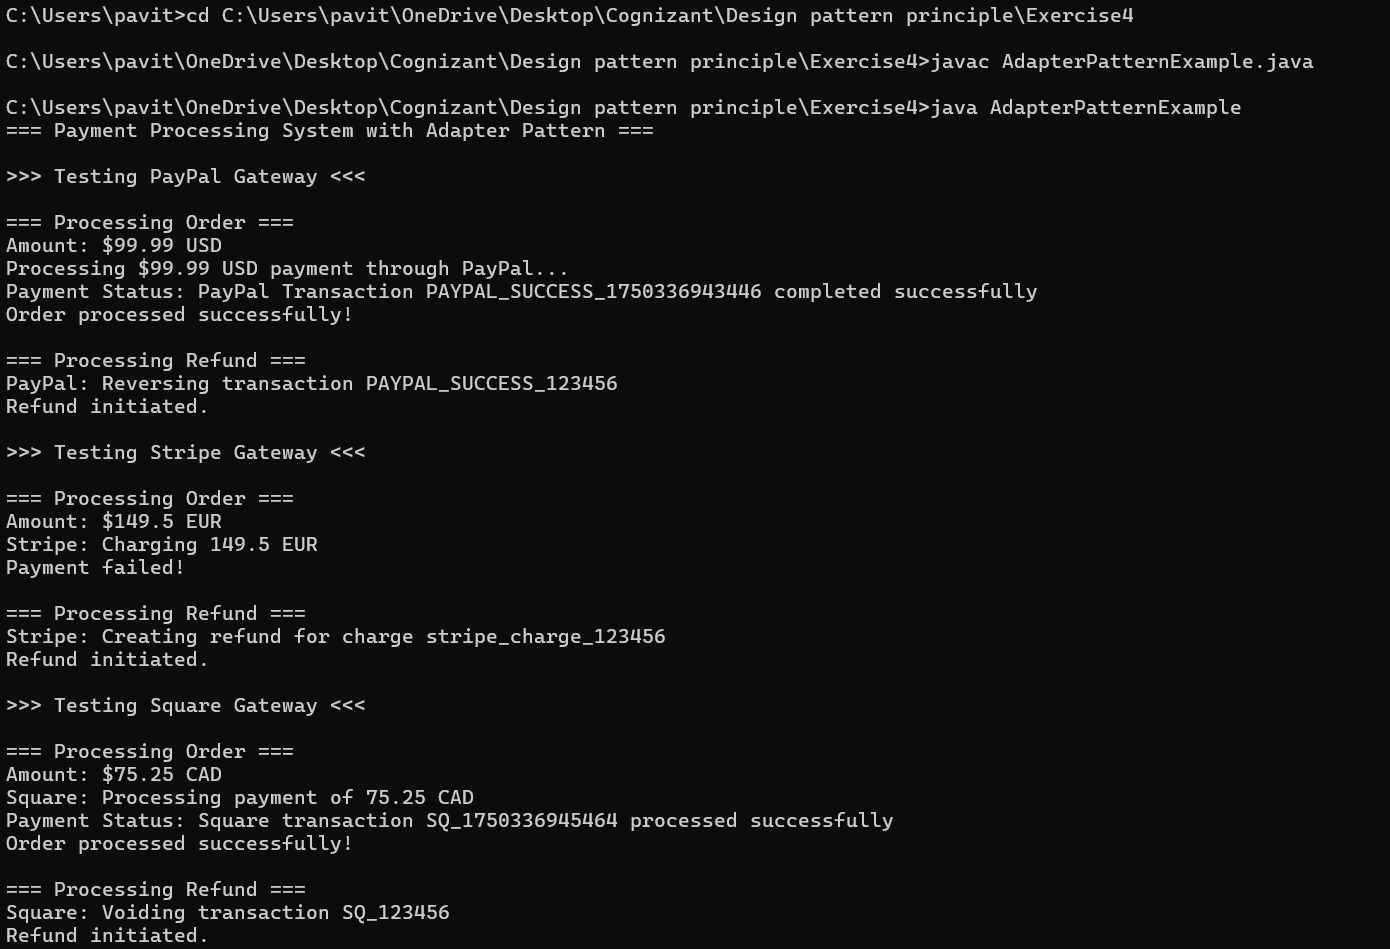 C:\Users\pavit>cd C:\Users\pavit\OneDrive\Desktop\Cognizant\Design pattern principle\Exercise4
C:\Users\pavit\OneDrive\Desktop\Cognizant\Design pattern principle\Exercise4>javac AdapterPatternExample.java
C:\Users\pavit\OneDrive\Desktop\Cognizant\Design pattern principle\Exercise4>java AdapterPatternExample
=== Payment Processing System with Adapter Pattern ===
>>> Testing PayPal Gateway <<<
=== Processing Order ===
Amount: $99.99 USD
Processing $99.99 USD payment through PayPal...
Payment Status: PayPal Transaction PAYPAL_SUCCESS_1750336943446 completed successfully
Order processed successfully!
=== Processing Refund ===
PayPal: Reversing transaction PAYPAL_SUCCESS_123456
Refund initiated.
>>> Testing Stripe Gateway <<<
=== Processing Order ===
Amount: $149.5 EUR
Stripe: Charging 149.5 EUR
Payment failed!
=== Processing Refund ===
Stripe: Creating refund for charge stripe_charge_123456
Refund initiated.
>>> Testing Square Gateway <<<
=== Processing Order ===
Amount: $75.25 CAD
Square: Processing payment of 75.25 CAD
Payment Status: Square transaction SQ_1750336945464 processed successfully
Order processed successfully!
=== Processing Refund ===
Square: Voiding transaction SQ_123456
Refund initiated.